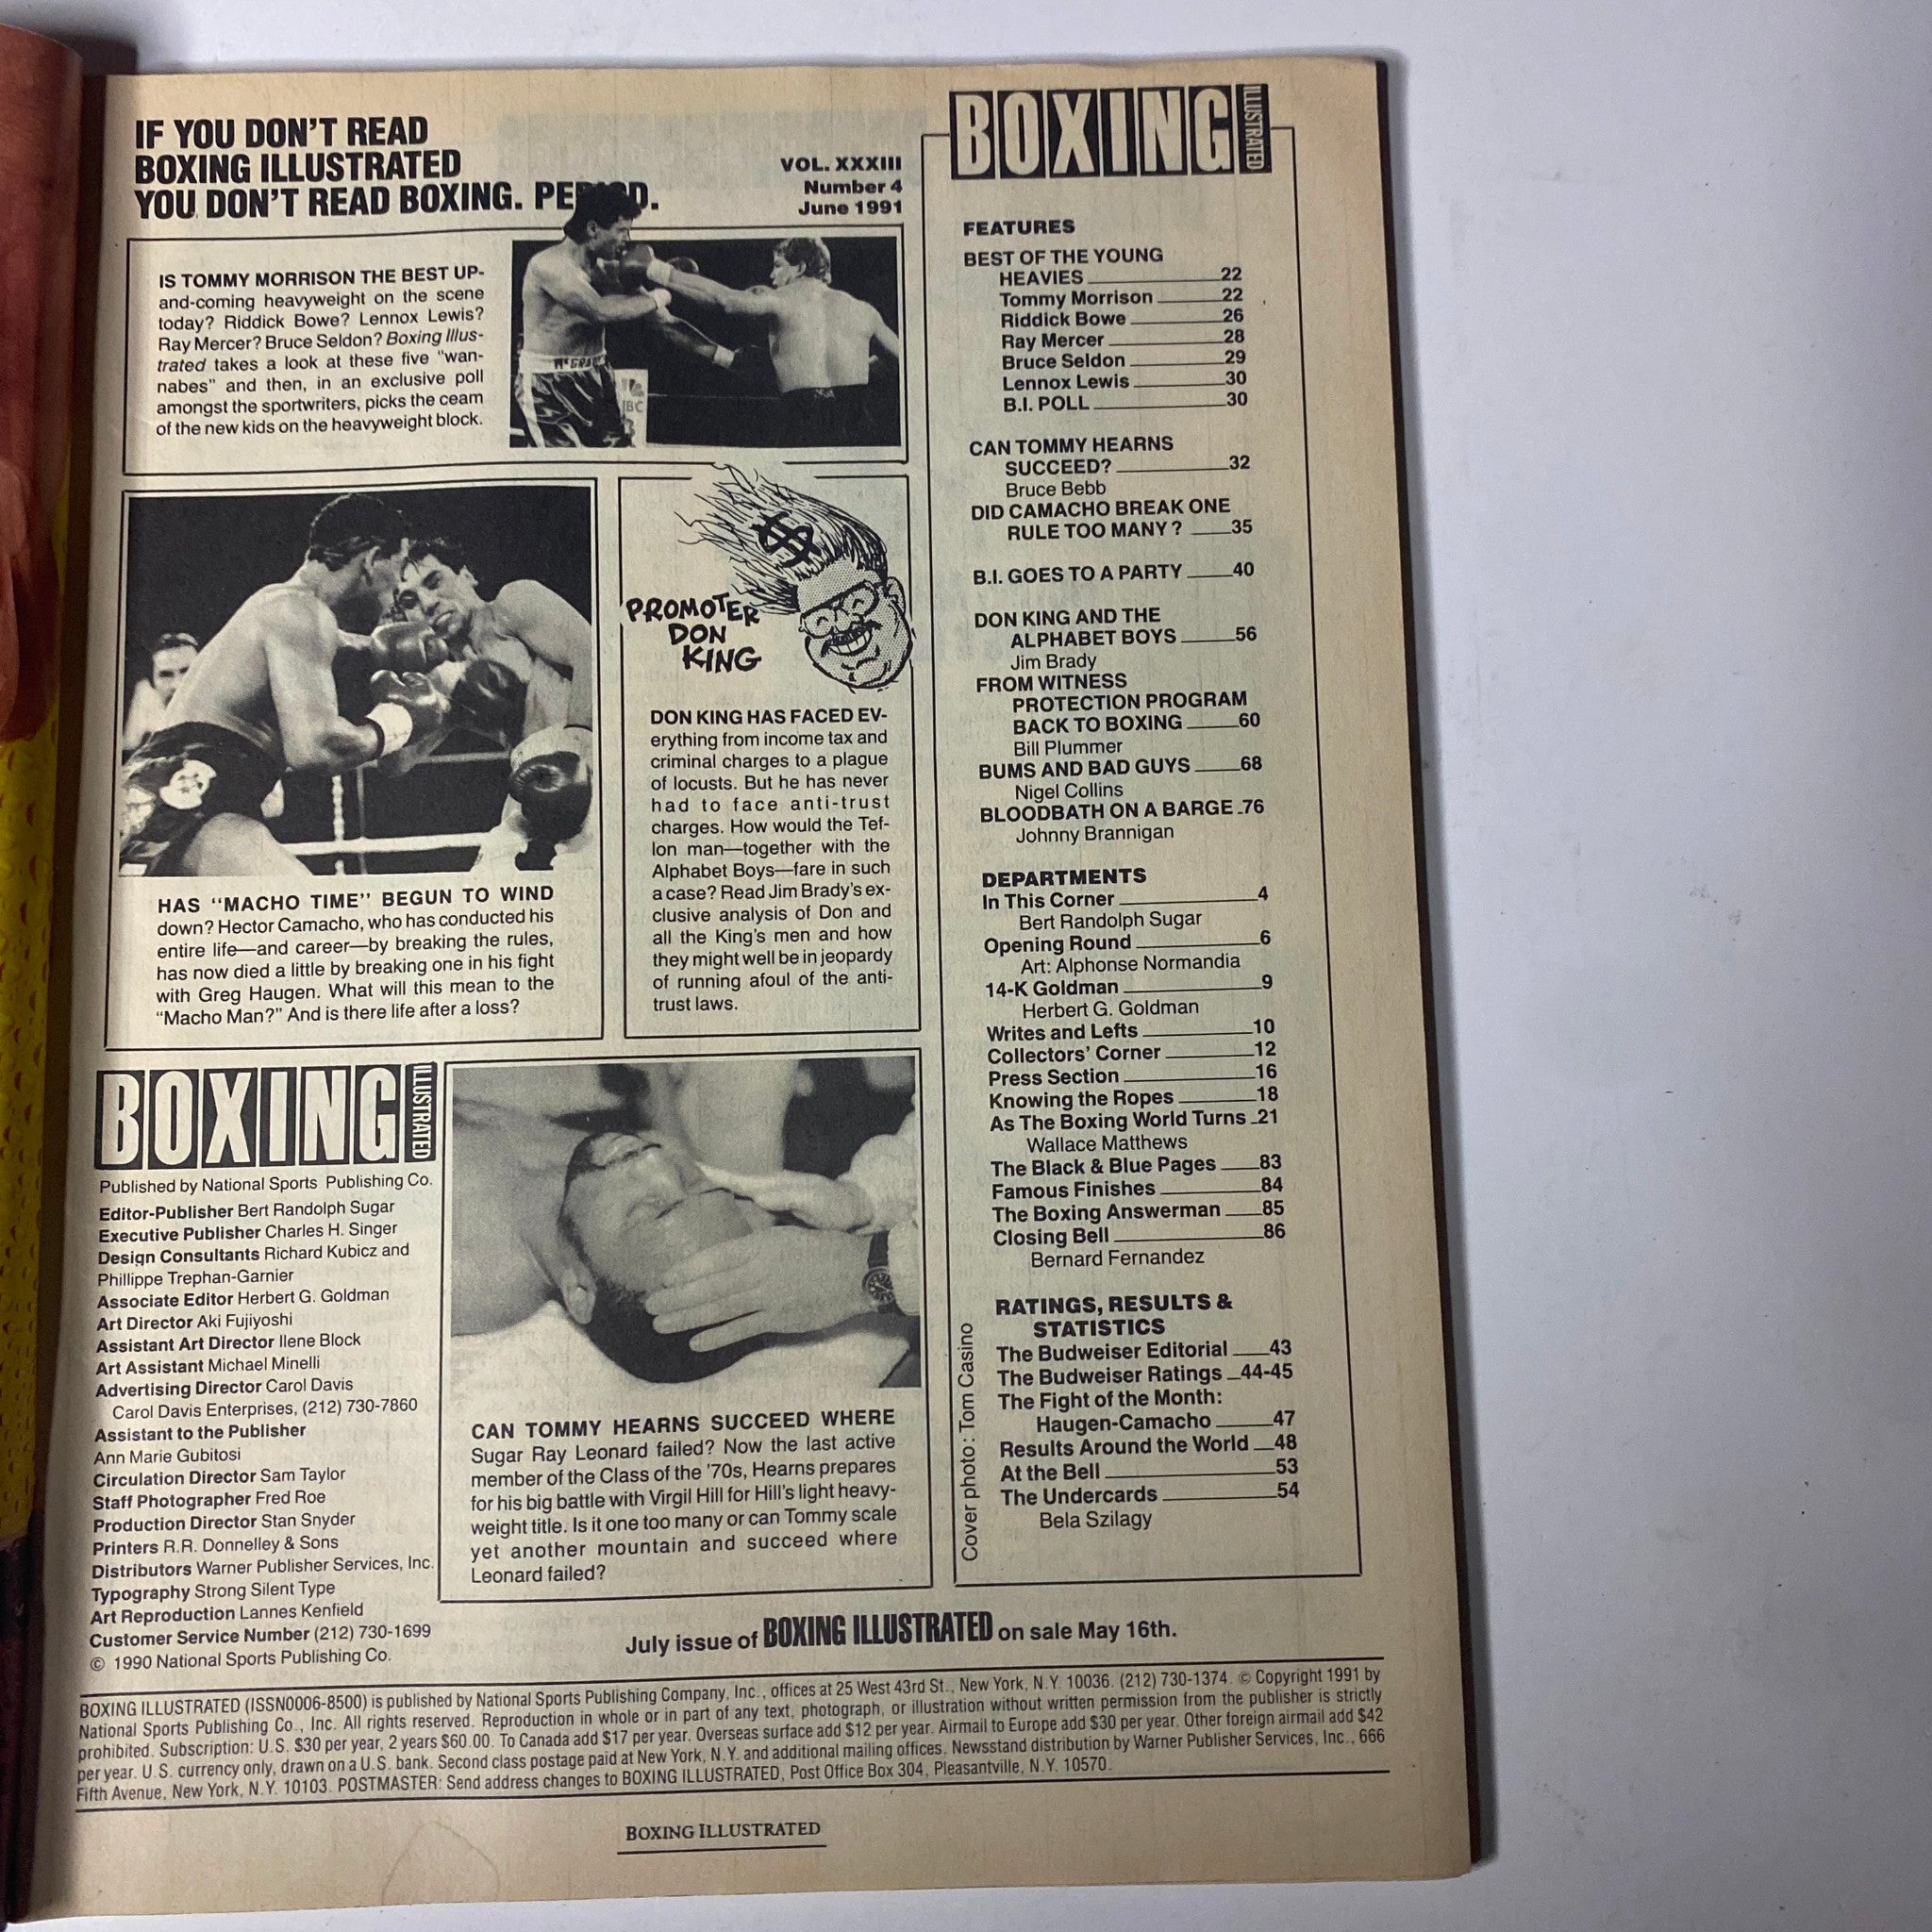 IF YOU DON'T READ
BOXING ILLUSTRATED
YOU DON'T READ BOXING. PERIOD.
VOL. XXXIII
Number 4
June 1991
IS TOMMY MORRISON THE BEST UP-
and-coming heavyweight on the scene
today? Riddick Bowe? Lennox Lewis?
Ray Mercer? Bruce Seldon? Boxing Illus-
trated takes a look at these five "wan-
nabes" and then, in an exclusive poll
amongst the sportwriters, picks the ceam
of the new kids on the heavyweight block.
PROMOTER
DON
KING
$
HAS "MACHO TIME" BEGUN TO WIND
down? Hector Camacho, who has conducted his
entire life—and career—by breaking the rules,
has now died a little by breaking one in his fight
with Greg Haugen. What will this mean to the
"Macho Man?" And is there life after a loss?
DON KING HAS FACED EV-
erything from income tax and
criminal charges to a plague
of locusts. But he has never
had to face anti-trust
charges. How would the Tef-
lon man—together with the
Alphabet Boys—fare in such
a case? Read Jim Brady's ex-
clusive analysis of Don and
all the King's men and how
they might well be in jeopardy
of running afoul of the anti-
trust laws.
BOXING ILLUSTRATED
Published by National Sports Publishing Co.
Editor-Publisher Bert Randolph Sugar
Executive Publisher Charles H. Singer
Design Consultants Richard Kubicz and
Phillippe Trephan-Garnier
Associate Editor Herbert G. Goldman
Art Director Aki Fujiyoshi
Assistant Art Director Ilene Block
Art Assistant Michael Minelli
Advertising Director Carol Davis
Carol Davis Enterprises, (212) 730-7860
Assistant to the Publisher
Ann Marie Gubitosi
Circulation Director Sam Taylor
Staff Photographer Fred Roe
Production Director Stan Snyder
Printers R.R. Donnelley & Sons
Distributors Warner Publisher Services, Inc.
Typography Strong Silent Type
Art Reproduction Lannes Kenfield
Customer Service Number (212) 730-1699
© 1990 National Sports Publishing Co.
CAN TOMMY HEARNS SUCCEED WHERE
Sugar Ray Leonard failed? Now the last active
member of the Class of the '70s, Hearns prepares
for his big battle with Virgil Hill for Hill's light heavy-
weight title. Is it one too many or can Tommy scale
yet another mountain and succeed where
Leonard failed?
BOXING ILLUSTRATED
FEATURES
BEST OF THE YOUNG
HEAVIES 22
Tommy Morrison 22
Riddick Bowe 26
Ray Mercer 28
Bruce Seldon 29
Lennox Lewis 30
B.I. POLL 30
CAN TOMMY HEARNS
SUCCEED? 32
Bruce Bebb
DID CAMACHO BREAK ONE
RULE TOO MANY? 35
B.I. GOES TO A PARTY 40
DON KING AND THE
ALPHABET BOYS 56
Jim Brady
FROM WITNESS
PROTECTION PROGRAM
BACK TO BOXING 60
Bill Plummer
BUMS AND BAD GUYS 68
Nigel Collins
BLOODBATH ON A BARGE 76
Johnny Brannigan
DEPARTMENTS
In This Corner 4
Bert Randolph Sugar
Opening Round 6
Art: Alphonse Normandia
14-K Goldman 9
Herbert G. Goldman
Writes and Lefts 10
Collectors' Corner 12
Press Section 16
Knowing the Ropes 18
As The Boxing World Turns 21
Wallace Matthews
The Black & Blue Pages 83
Famous Finishes 84
The Boxing Answerman 85
Closing Bell 86
Bernard Fernandez
RATINGS, RESULTS &
STATISTICS
The Budweiser Editorial 43
The Budweiser Ratings 44-45
The Fight of the Month:
Haugen-Camacho 47
Results Around the World 48
At the Bell 53
The Undercards 54
Bela Szilagy
Cover photo: Tom Casino
July issue of BOXING ILLUSTRATED on sale May 16th.
BOXING ILLUSTRATED (ISSN0006-8500) is published by National Sports Publishing Company, Inc., offices at 25 West 43rd St., New York, N.Y. 10036. (212) 730-1374. © Copyright 1991 by
National Sports Publishing Co., Inc. All rights reserved. Reproduction in whole or in part of any text, photograph, or illustration without written permission from the publisher is strictly
prohibited. Subscription: U.S. $30 per year, 2 years $60.00. To Canada add $17 per year. Overseas surface add $12 per year. Airmail to Europe add $30 per year. Other foreign airmail add $42
per year. U.S. currency only, drawn on a U.S. bank. Second class postage paid at New York, N.Y. and additional mailing offices. Newsstand distribution by Warner Publisher Services, Inc., 666
Fifth Avenue, New York, N.Y. 10103. POSTMASTER: Send address changes to BOXING ILLUSTRATED, Post Office Box 304, Pleasantville, N.Y. 10570.
BOXING ILLUSTRATED